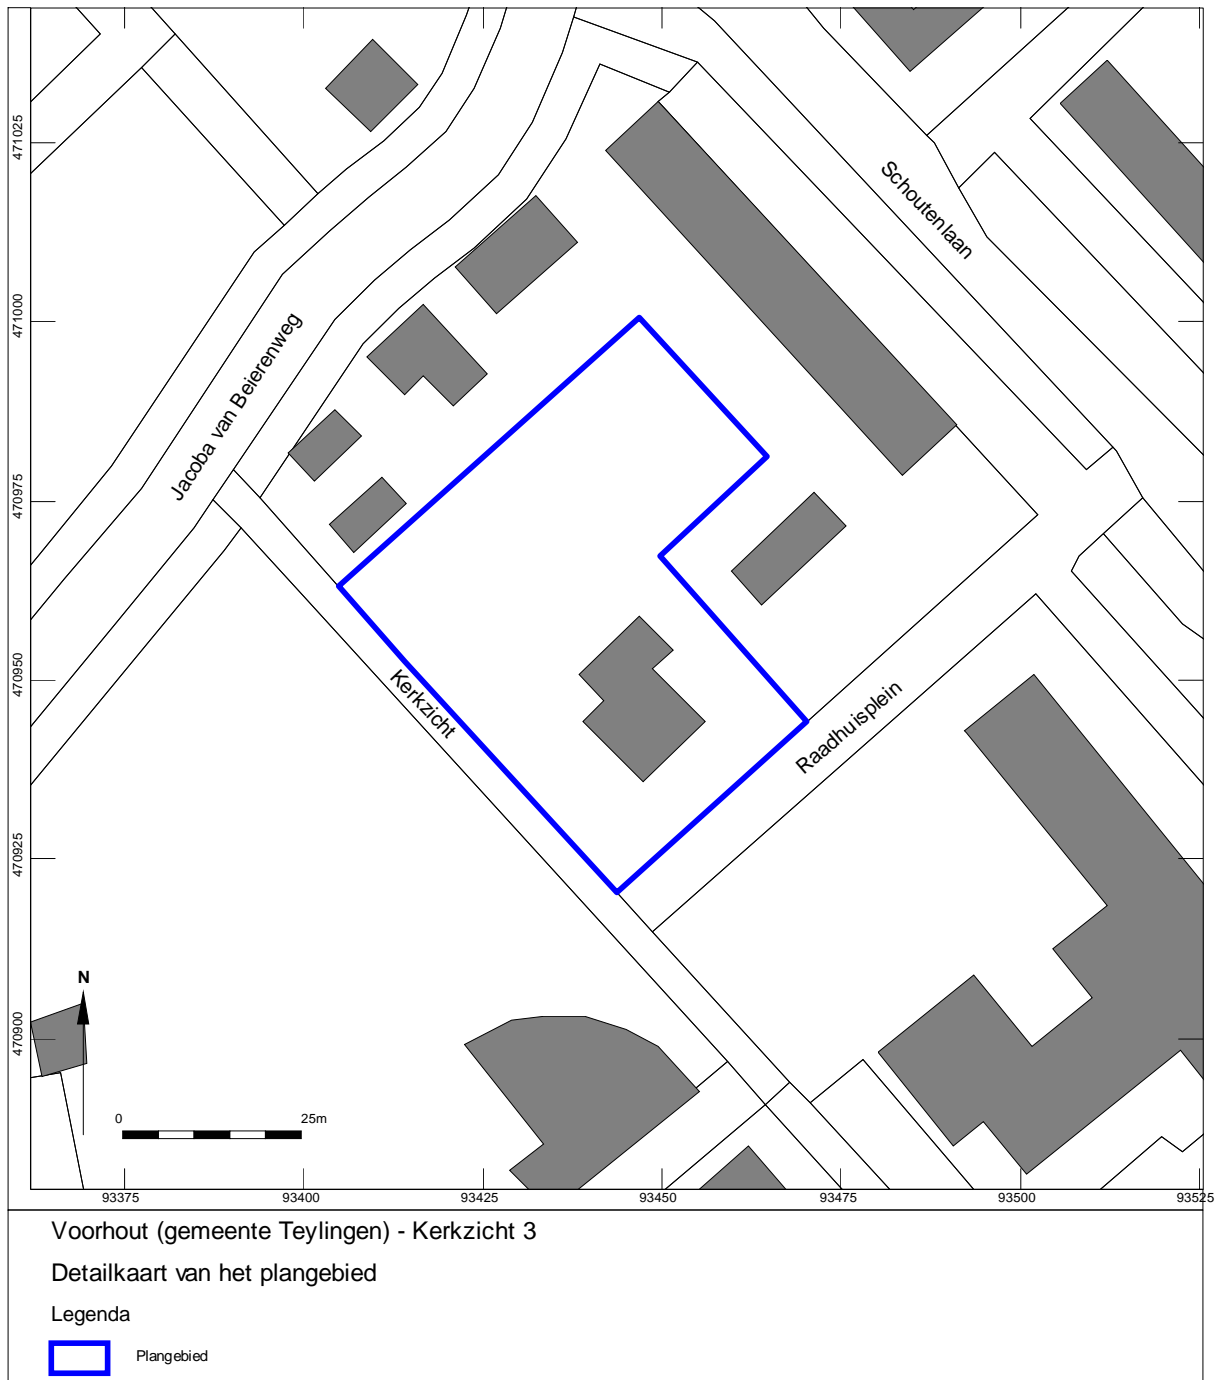 471025
471000
470975
470950
470925
470900
Schoutenlaan
Jacoba van Beierenweg
Kerkzicht
Raadhuisplein
N
0 25m
93375 93400 93425 93450 93475 93500 93525
Voorhout (gemeente Teylingen) - Kerkzicht 3
Detailkaart van het plangebied
Legenda
Plangebied